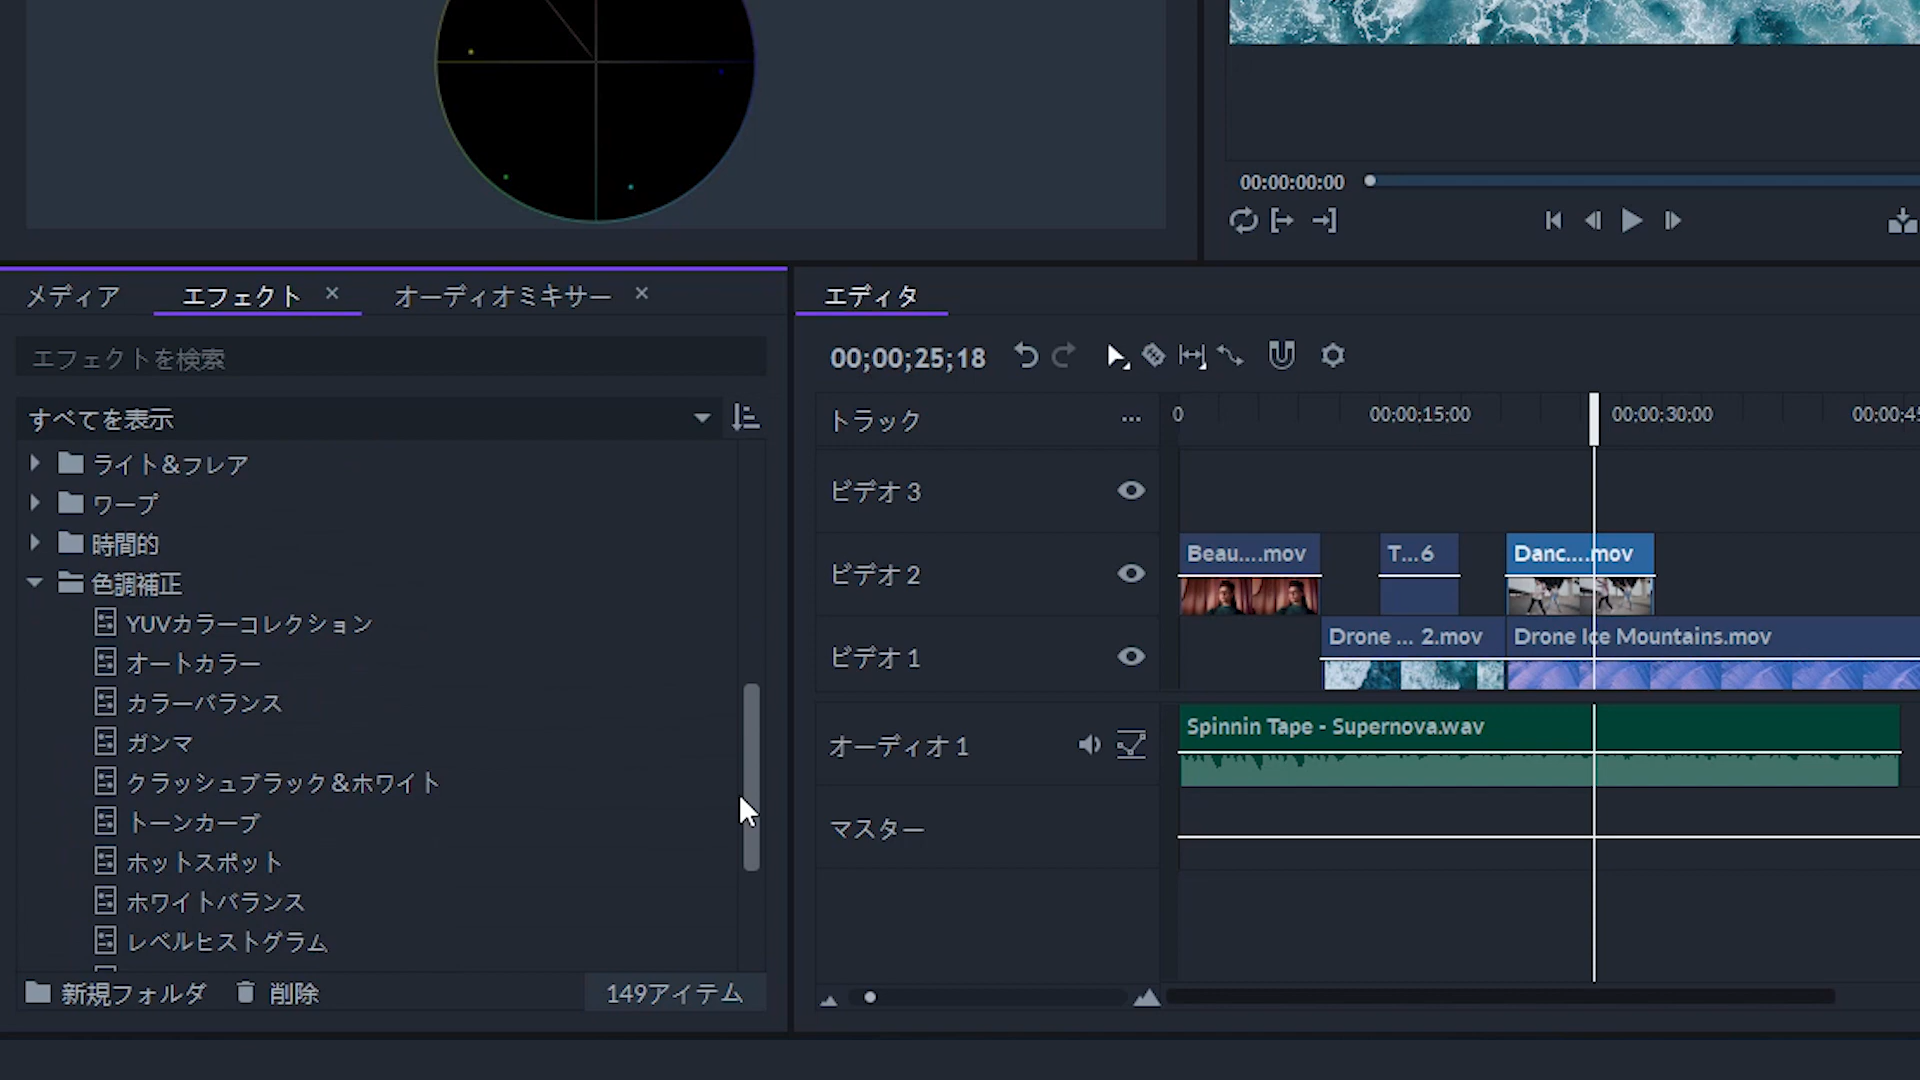 00:00:00:00
メディア
エフェクト
オーディオミキサー
エディタ
エフェクトを検索
00;00;25;18
すべてを表示
トラック
0
00;00;15;00
00;00;30;00
ライト&フレア
ワープ
時間的
色調補正
YUVカラーコレクション
オートカラー
カラーバランス
ガンマ
クラッシュブラック&ホワイト
トーンカーブ
ホットスポット
ホワイトバランス
レベルヒストグラム
新規フォルダ
削除
149アイテム
ビデオ3
ビデオ2
Beau....mov
T...6
Danc....mov
ビデオ1
Drone ... 2.mov
Drone Ice Mountains.mov
オーディオ1
Spinnin Tape - Supernova.wav
マスター